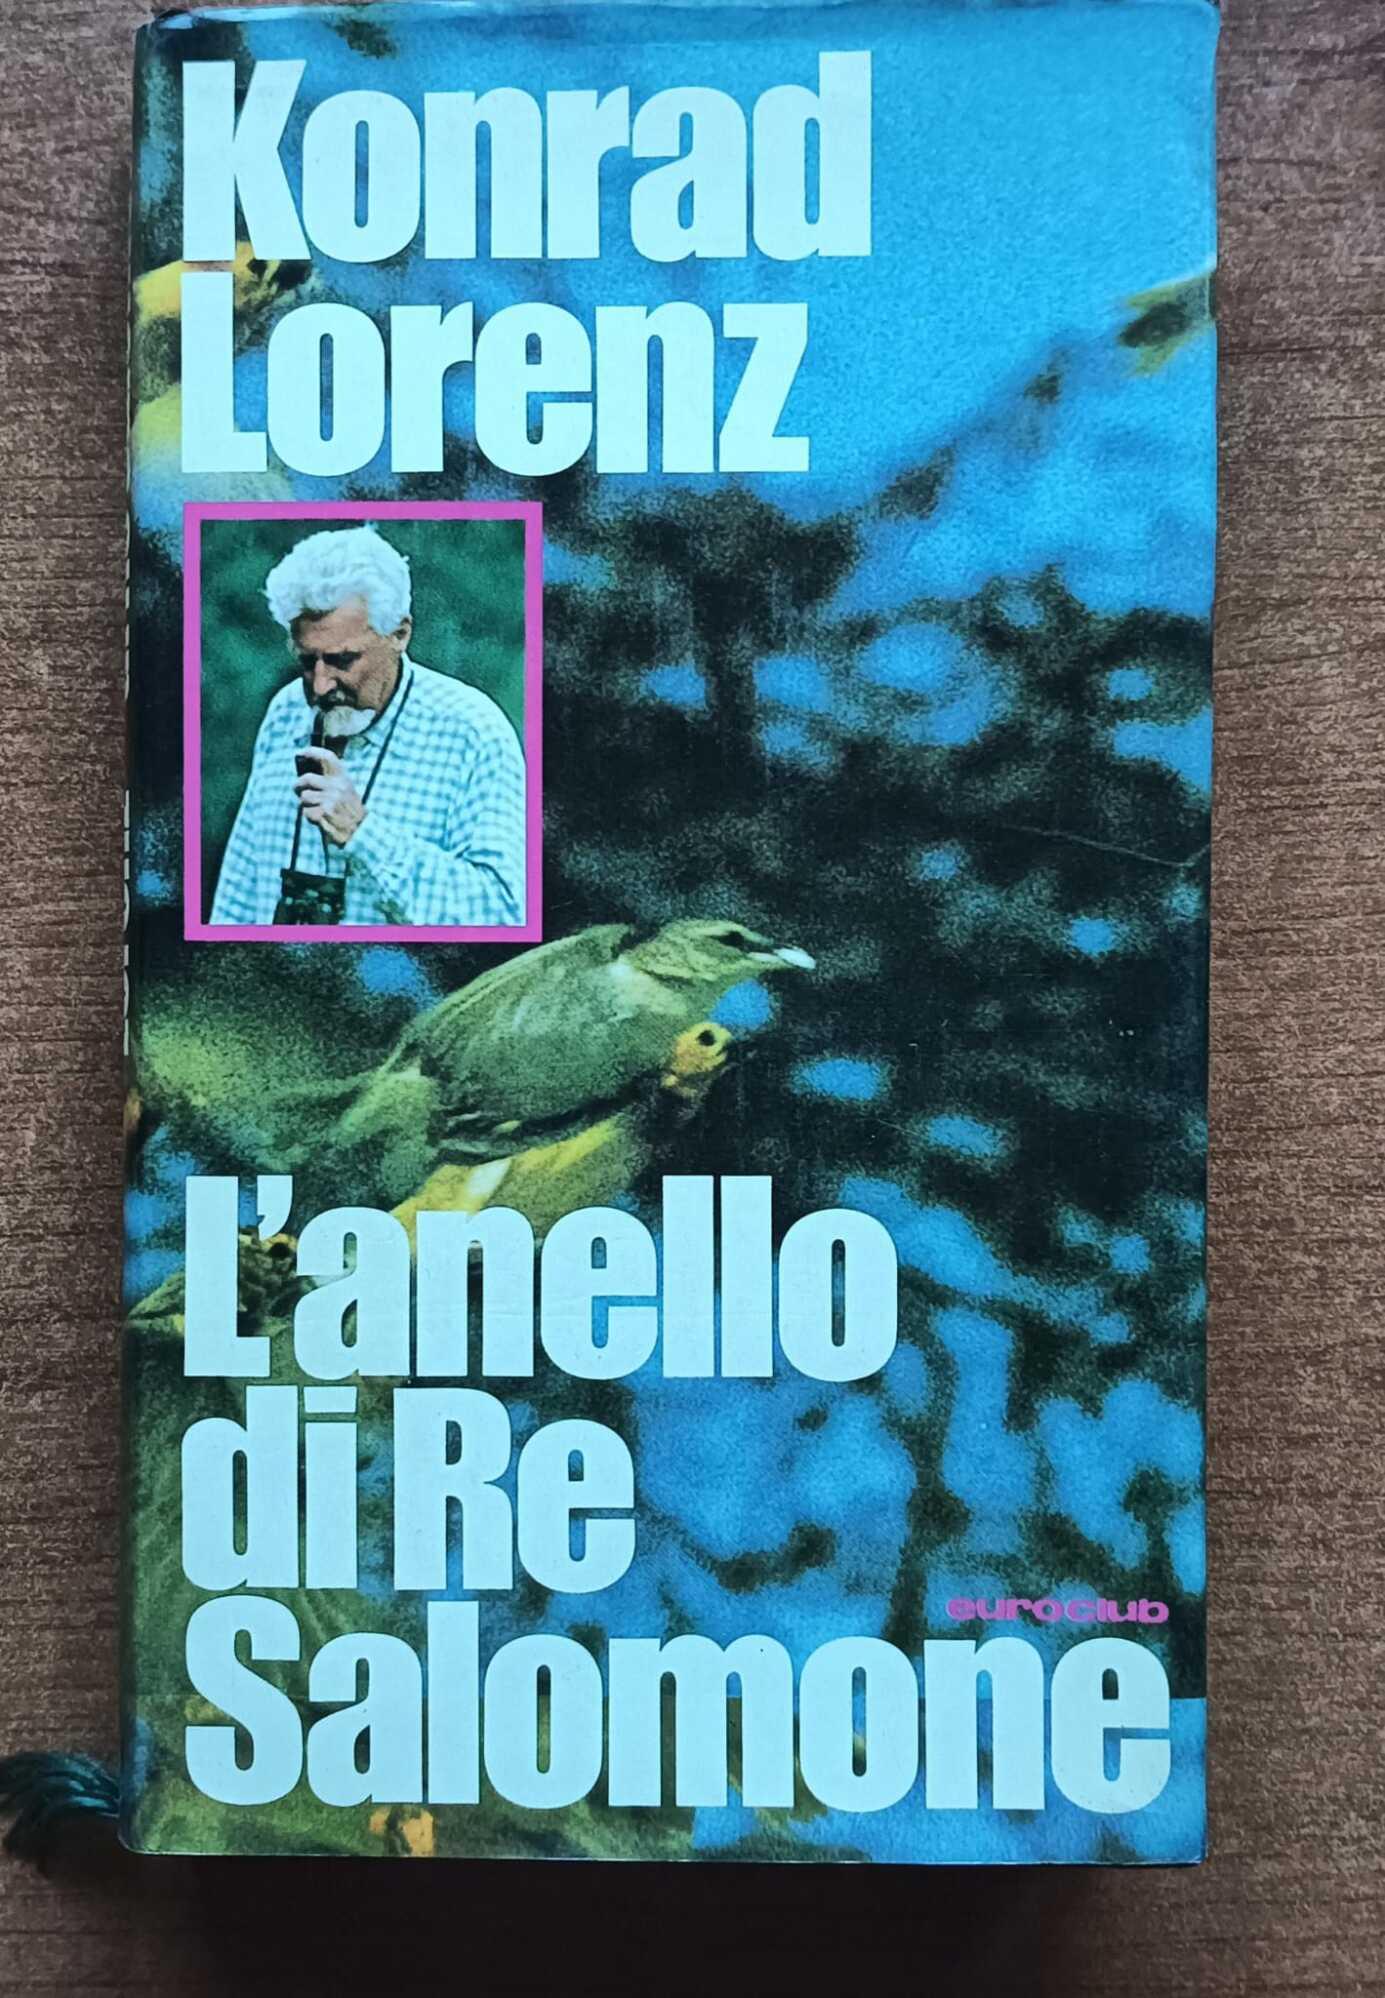 Konrad
Lorenz
L'anello
di Re
euroclub
Salomone